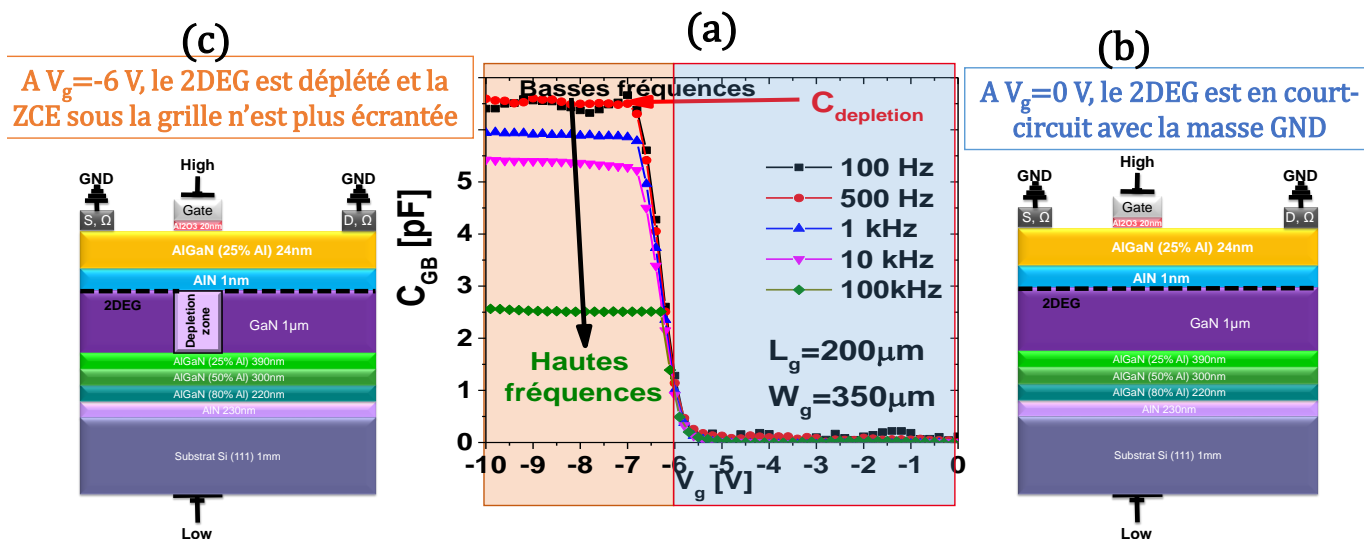 (c)
A Vg=-6 V, le 2DEG est déplété et la
ZCE sous la grille n'est plus écrantée
High
GND
GND
Gate
S, Ω
Al2O3 20nm
D, Ω
AlGaN (25% Al) 24nm
AlN 1nm
2DEG
Depletion
zone
GaN 1µm
AlGaN (25% Al) 390nm
AlGaN (50% Al) 300nm
AlGaN (80% Al) 220nm
AlN 230nm
Substrat Si (111) 1mm
Low
(a)
Basses fréquences
Cdepletion
100 Hz
500 Hz
1 kHz
10 kHz
100kHz
Hautes
fréquences
Lg=200µm
Wg=350µm
CGB [pF]
5
4
3
2
1
0
-10 -9 -8 -7 -6 -5 -4 -3 -2 -1 0
Vg [V]
(b)
A Vg=0 V, le 2DEG est en court-
circuit avec la masse GND
High
GND
GND
Gate
S, Ω
Al2O3 20nm
D, Ω
AlGaN (25% Al) 24nm
AlN 1nm
2DEG
GaN 1µm
AlGaN (25% Al) 390nm
AlGaN (50% Al) 300nm
AlGaN (80% Al) 220nm
AlN 230nm
Substrat Si (111) 1mm
Low